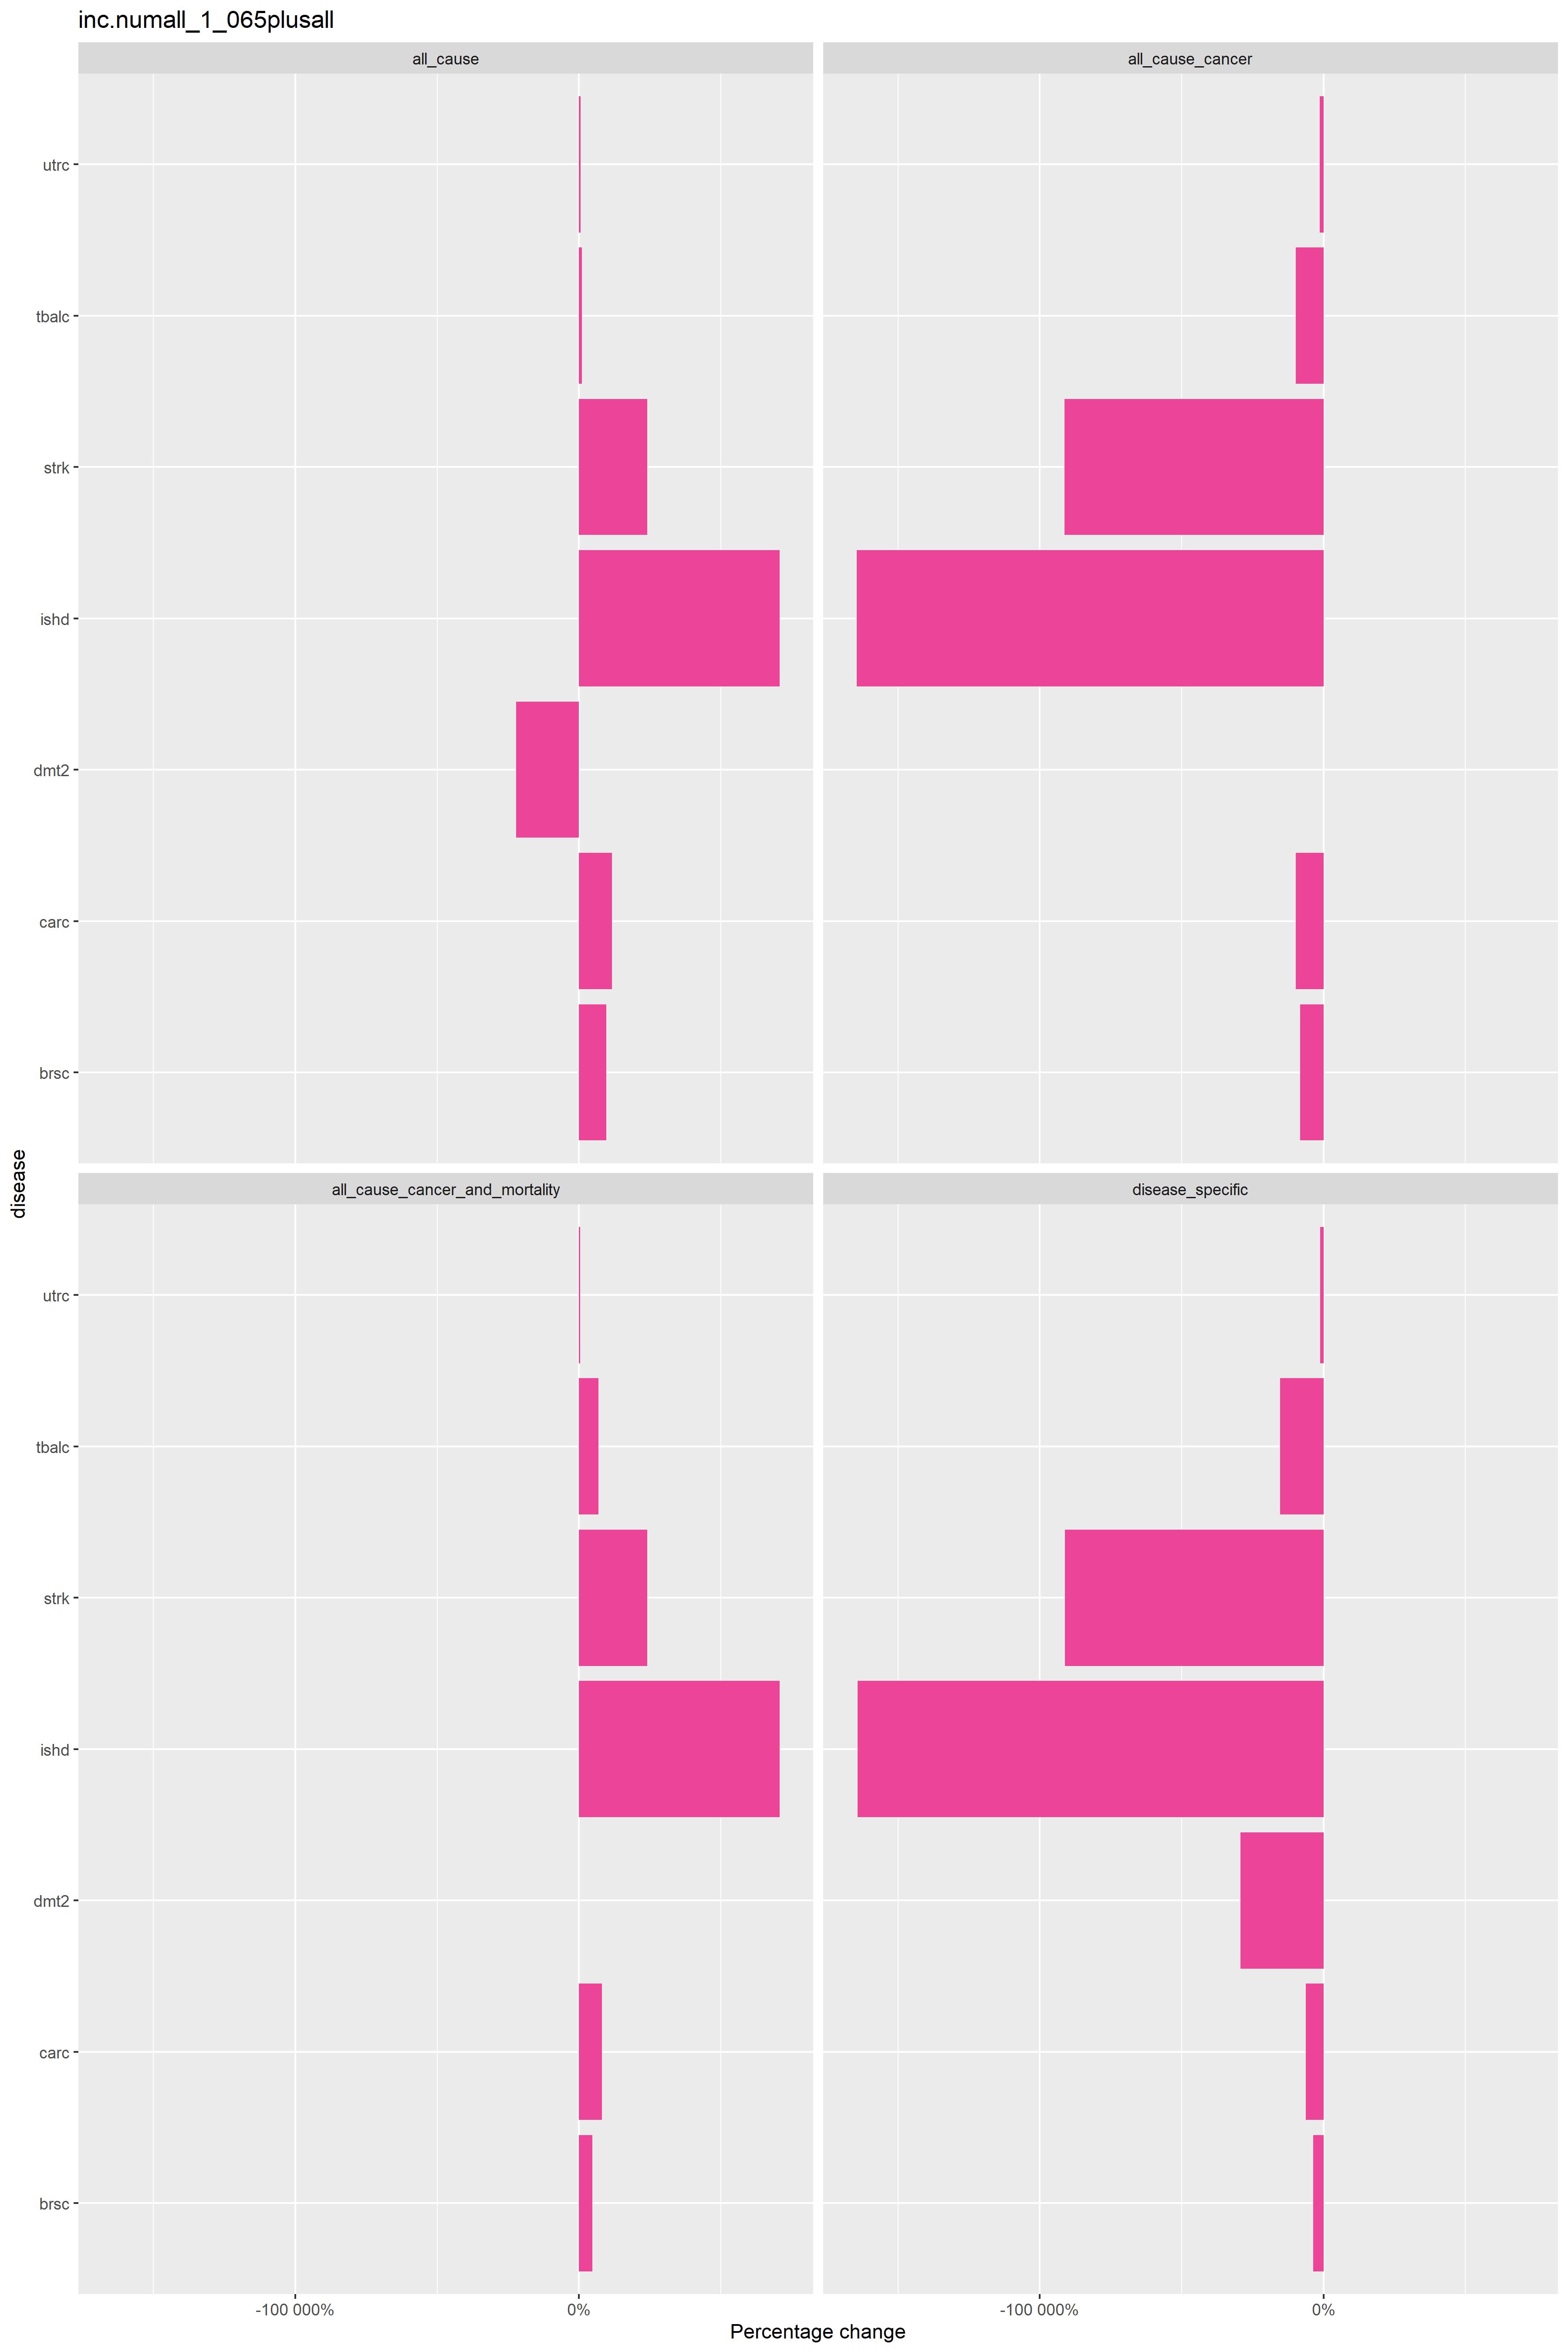 inc.numall_1_065plusall
all_cause
all_cause_cancer
utrc
tbalc
strk
ishd
dmt2
carc
brsc
disease
all_cause_cancer_and_mortality
disease_specific
utrc
tbalc
strk
ishd
dmt2
carc
brsc
-100 000%
0%
-100 000%
0%
Percentage change